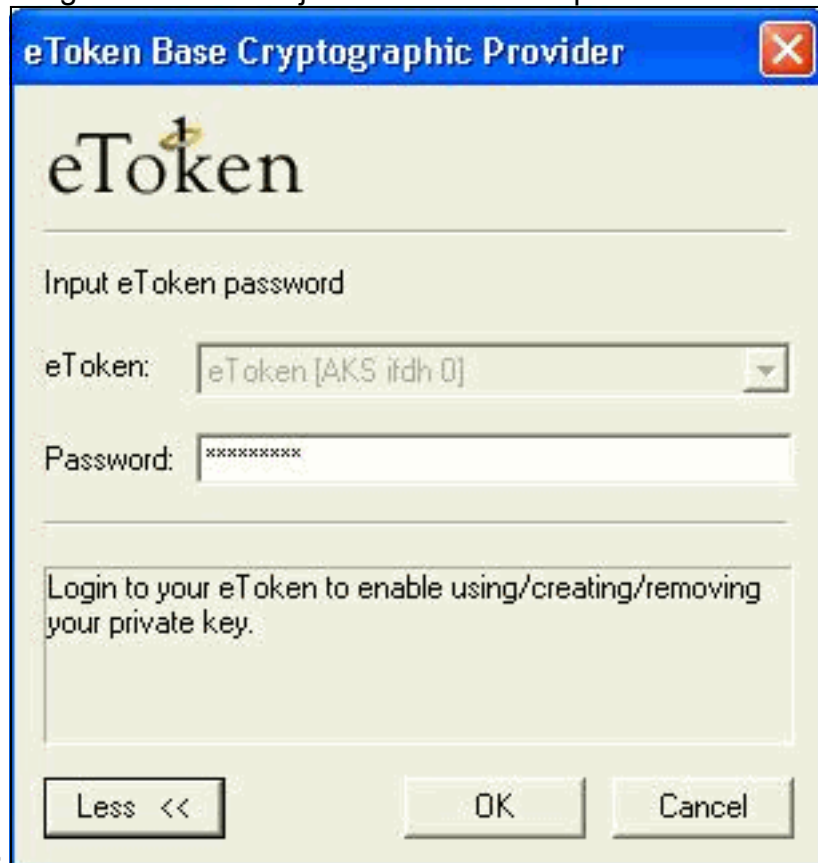 eToken Base Cryptographic Provider
eToken
Input eToken password
eToken: eToken [AKS ifdh 0]
Password: *********
Login to your eToken to enable using/creating/removing
your private key.
Less << OK Cancel